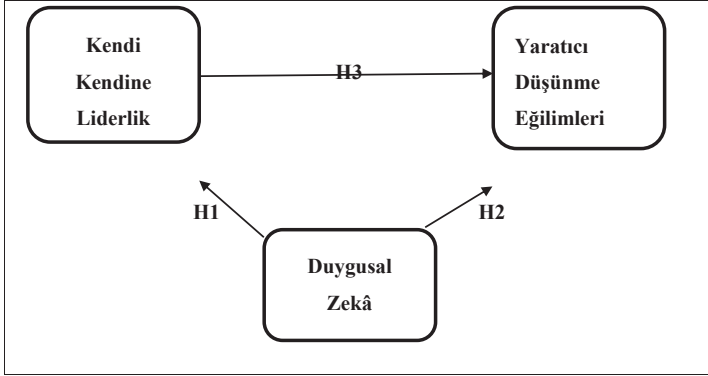 Kendi
Kendine
Liderlik
H3
Yaratıcı
Düşünme
Eğilimleri
H1
H2
Duygusal
Zekâ